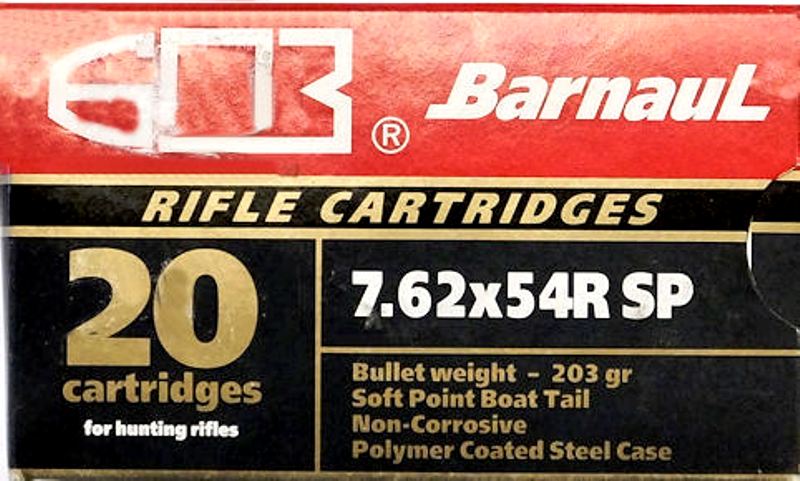 ® Barnaul
RIFLE CARTRIDGES
20
cartridges
for hunting rifles
7.62x54R SP
Bullet weight – 203 gr
Soft Point Boat Tail
Non-Corrosive
Polymer Coated Steel Case